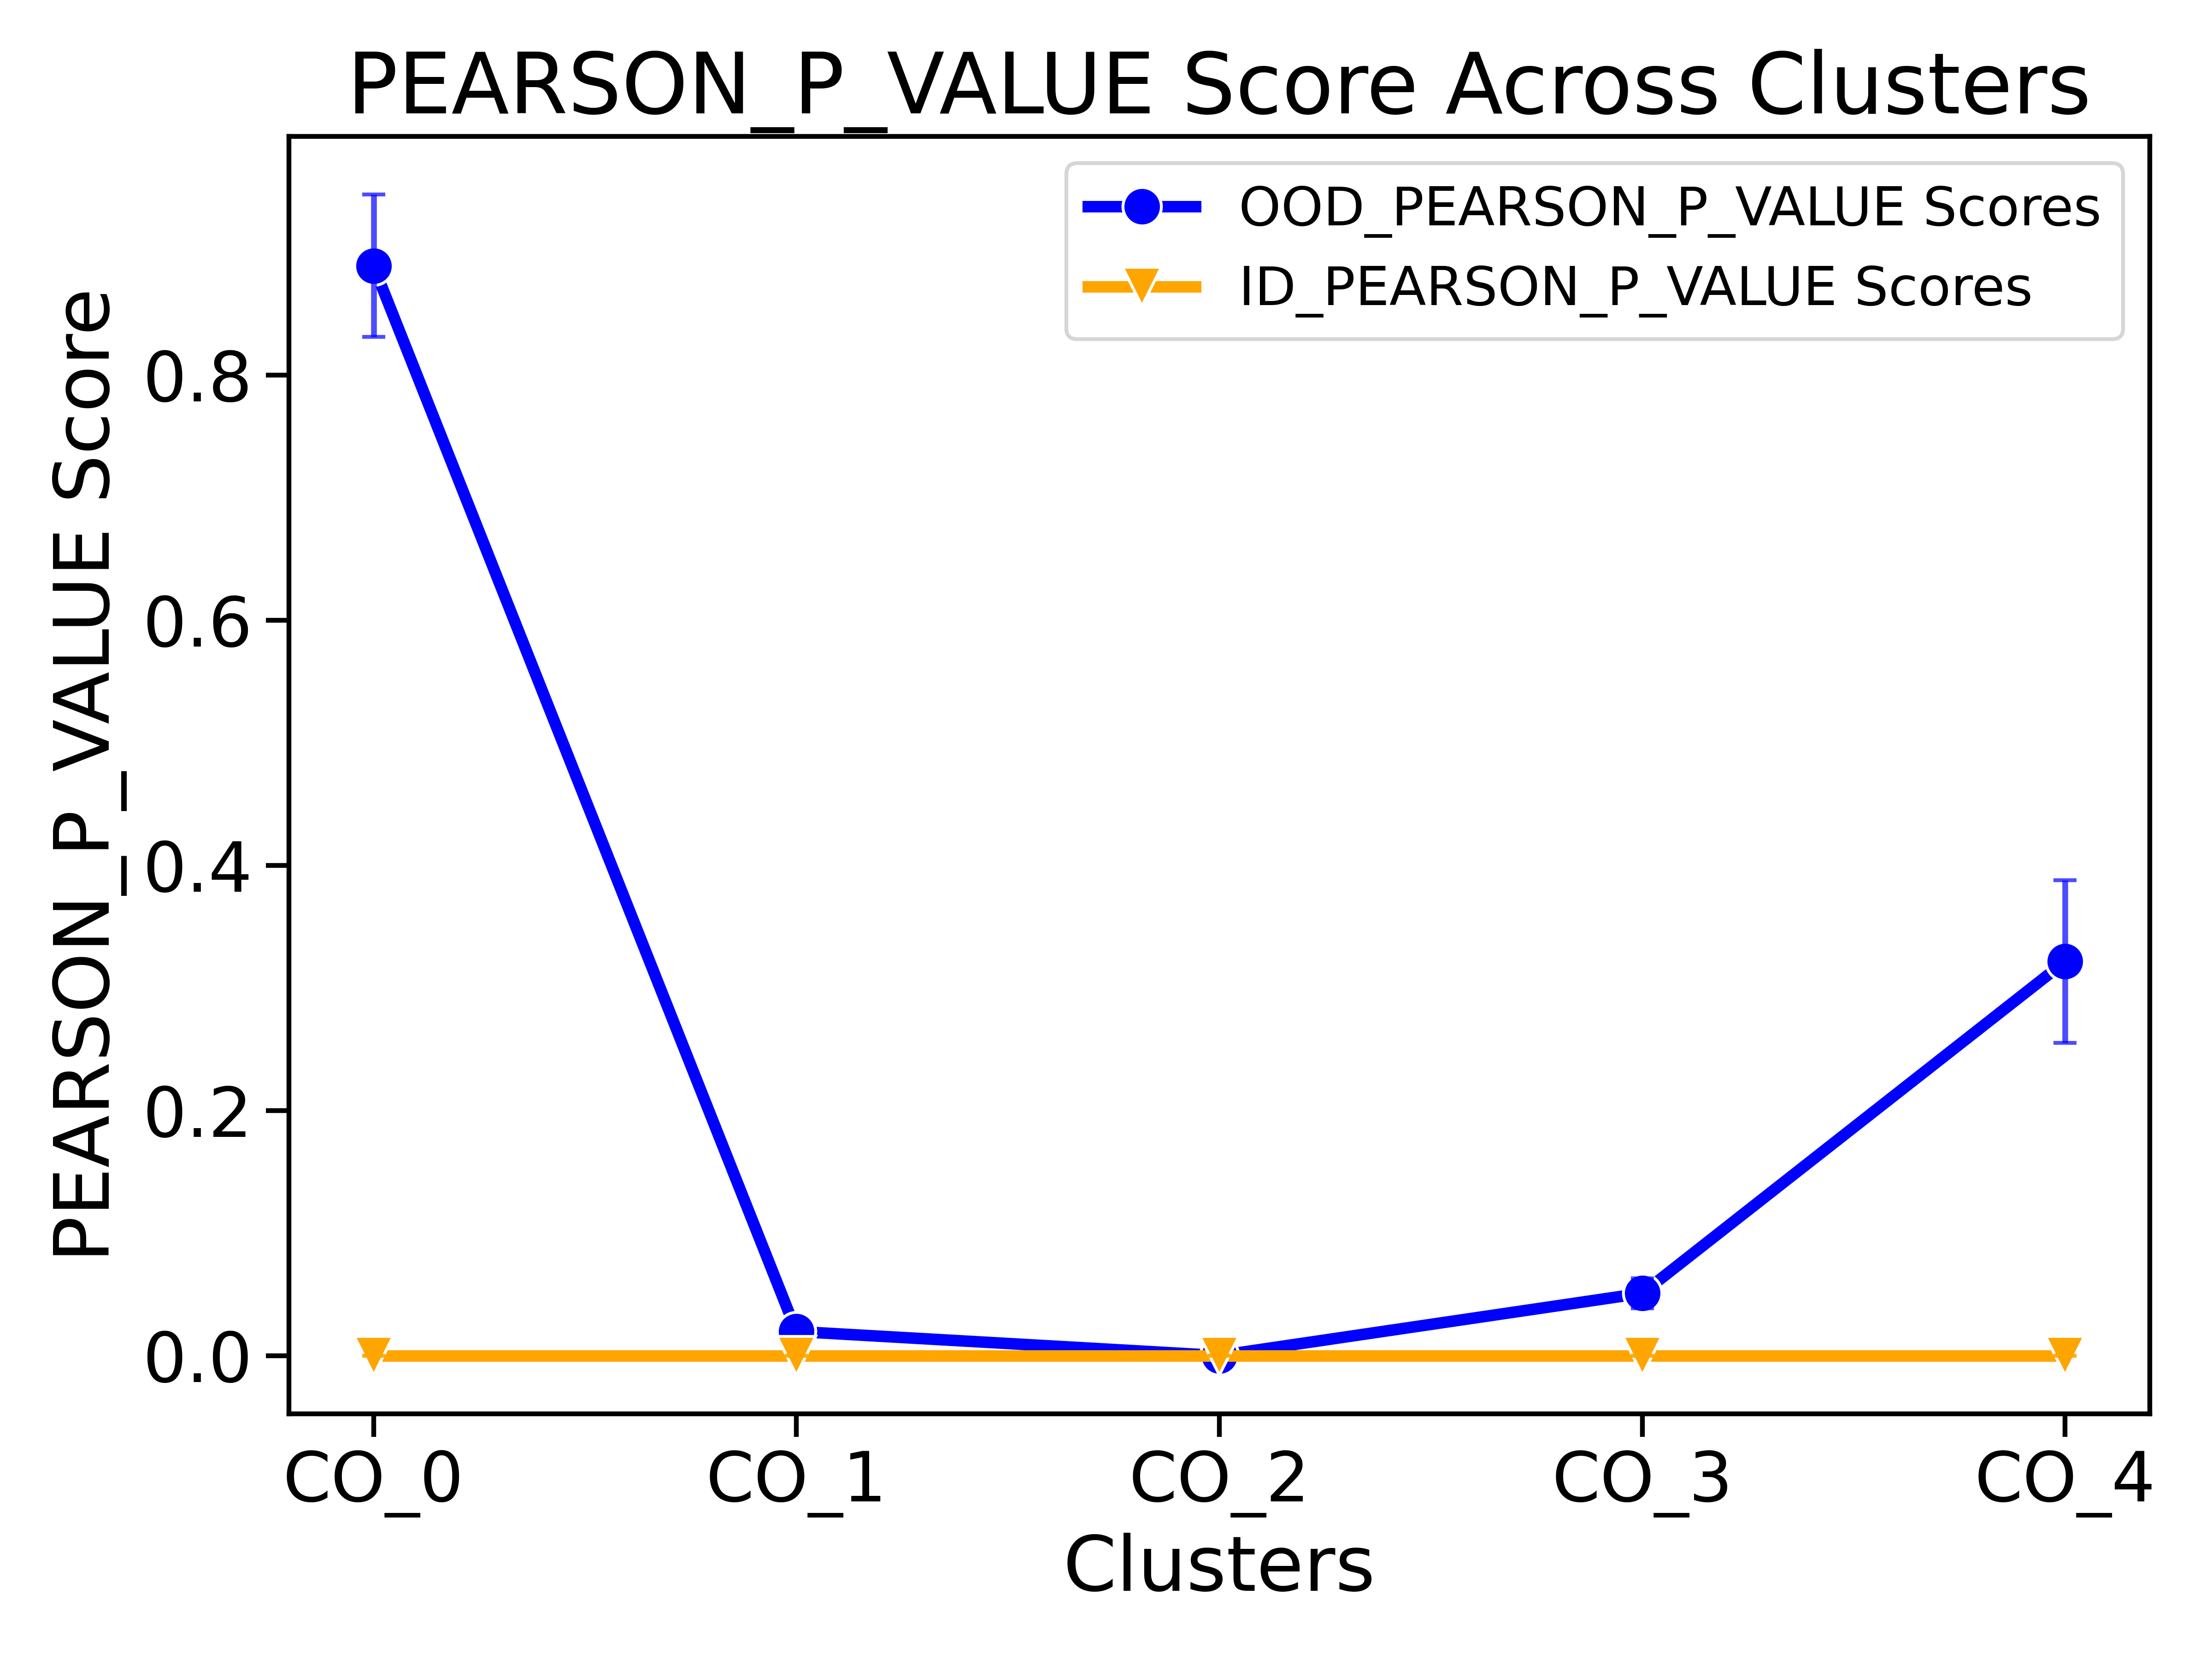 PEARSON_P_VALUE Score Across Clusters
OOD_PEARSON_P_VALUE Scores
ID_PEARSON_P_VALUE Scores
PEARSON_P_VALUE Score
0.8
0.6
0.4
0.2
0.0
CO_0 CO_1 CO_2 CO_3 CO_4
Clusters